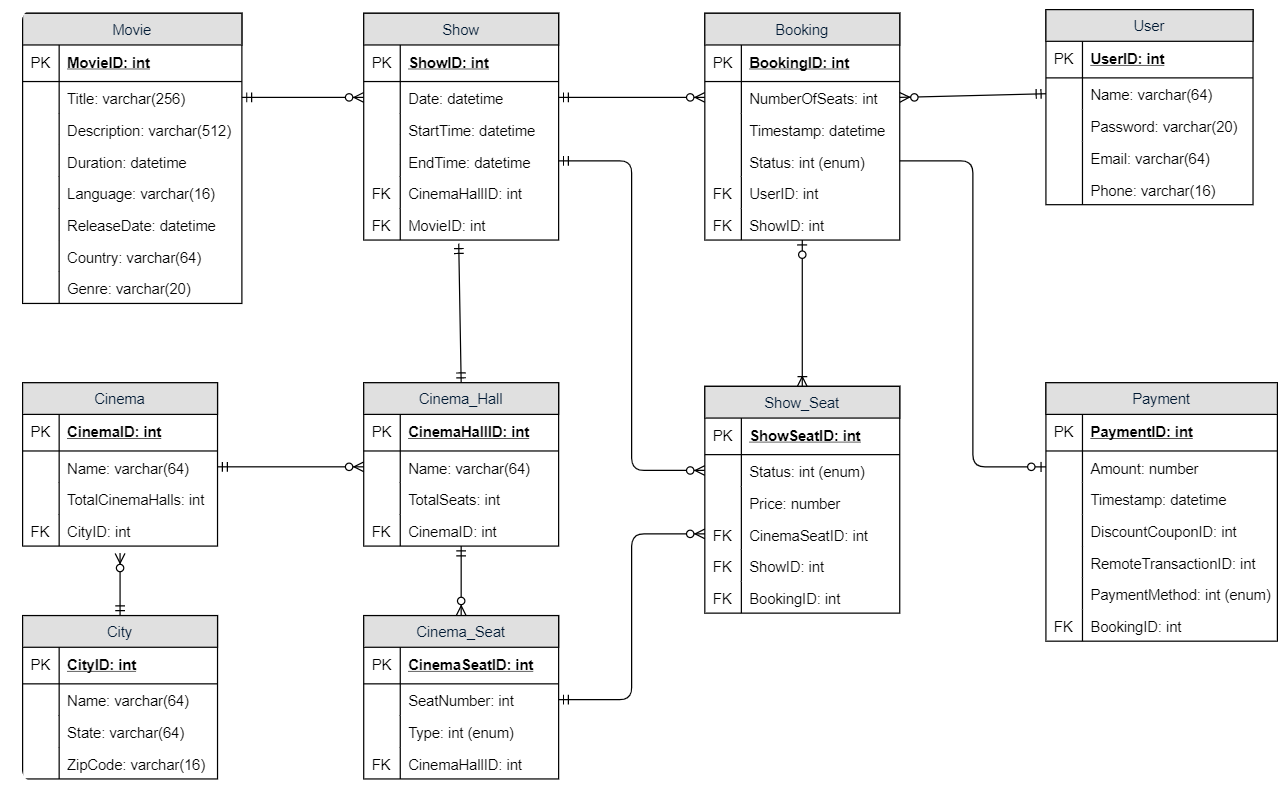 Movie
PK MovieID: int
Title: varchar(256)
Description: varchar(512)
Duration: datetime
Language: varchar(16)
ReleaseDate: datetime
Country: varchar(64)
Genre: varchar(20)
Show
PK ShowID: int
Date: datetime
StartTime: datetime
EndTime: datetime
FK CinemaHallID: int
FK MovieID: int
Booking
PK BookingID: int
NumberOfSeats: int
Timestamp: datetime
Status: int (enum)
FK UserID: int
FK ShowID: int
User
PK UserID: int
Name: varchar(64)
Password: varchar(20)
Email: varchar(64)
Phone: varchar(16)
Cinema
PK CinemaID: int
Name: varchar(64)
TotalCinemaHalls: int
FK CityID: int
Cinema_Hall
PK CinemaHallID: int
Name: varchar(64)
TotalSeats: int
FK CinemaID: int
Show_Seat
PK ShowSeatID: int
Status: int (enum)
Price: number
FK CinemaSeatID: int
FK ShowID: int
FK BookingID: int
Payment
PK PaymentID: int
Amount: number
Timestamp: datetime
DiscountCouponID: int
RemoteTransactionID: int
PaymentMethod: int (enum)
FK BookingID: int
City
PK CityID: int
Name: varchar(64)
State: varchar(64)
ZipCode: varchar(16)
Cinema_Seat
PK CinemaSeatID: int
SeatNumber: int
Type: int (enum)
FK CinemaHallID: int